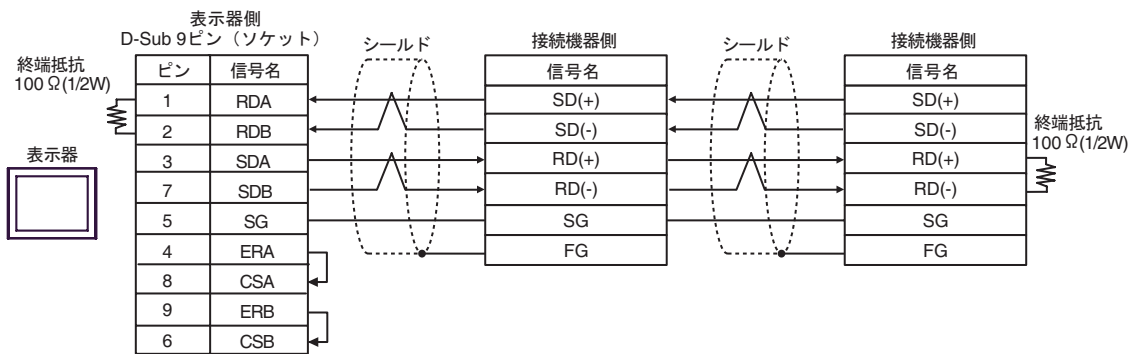 表示器側
D-Sub 9ピン（ソケット）
終端抵抗
100 Ω(1/2W)
ピン 信号名
1 RDA
2 RDB
3 SDA
7 SDB
5 SG
4 ERA
8 CSA
9 ERB
6 CSB
表示器
シールド
接続機器側
信号名
SD(+)
SD(-)
RD(+)
RD(-)
SG
FG
シールド
接続機器側
信号名
SD(+)
SD(-)
RD(+)
RD(-)
SG
FG
終端抵抗
100 Ω(1/2W)